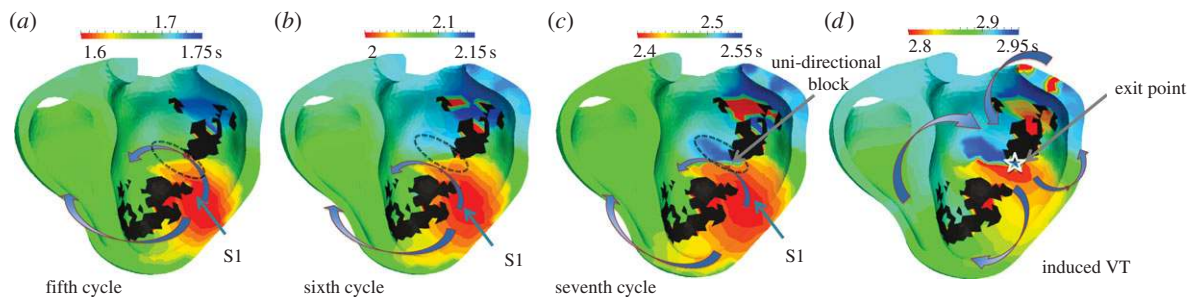 (a)
1.7
1.6 1.75 s
S1
fifth cycle
(b)
2.1
2 2.15 s
S1
sixth cycle
(c)
2.5
2.4 2.55 s
uni-directional
block
S1
seventh cycle
(d)
2.9
2.8 2.95 s
exit point
induced VT